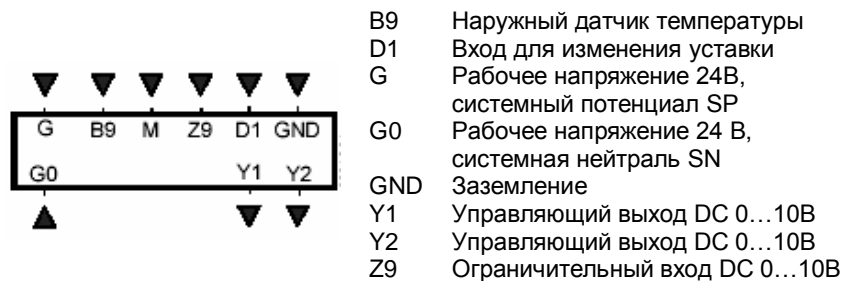 G B9 M Z9 D1 GND
G0 Y1 Y2
B9 Наружный датчик температуры
D1 Вход для изменения уставки
G Рабочее напряжение 24В,
системный потенциал SP
G0 Рабочее напряжение 24 В,
системная нейтраль SN
GND Заземление
Y1 Управляющий выход DC 0…10В
Y2 Управляющий выход DC 0…10В
Z9 Ограничительный вход DC 0…10В